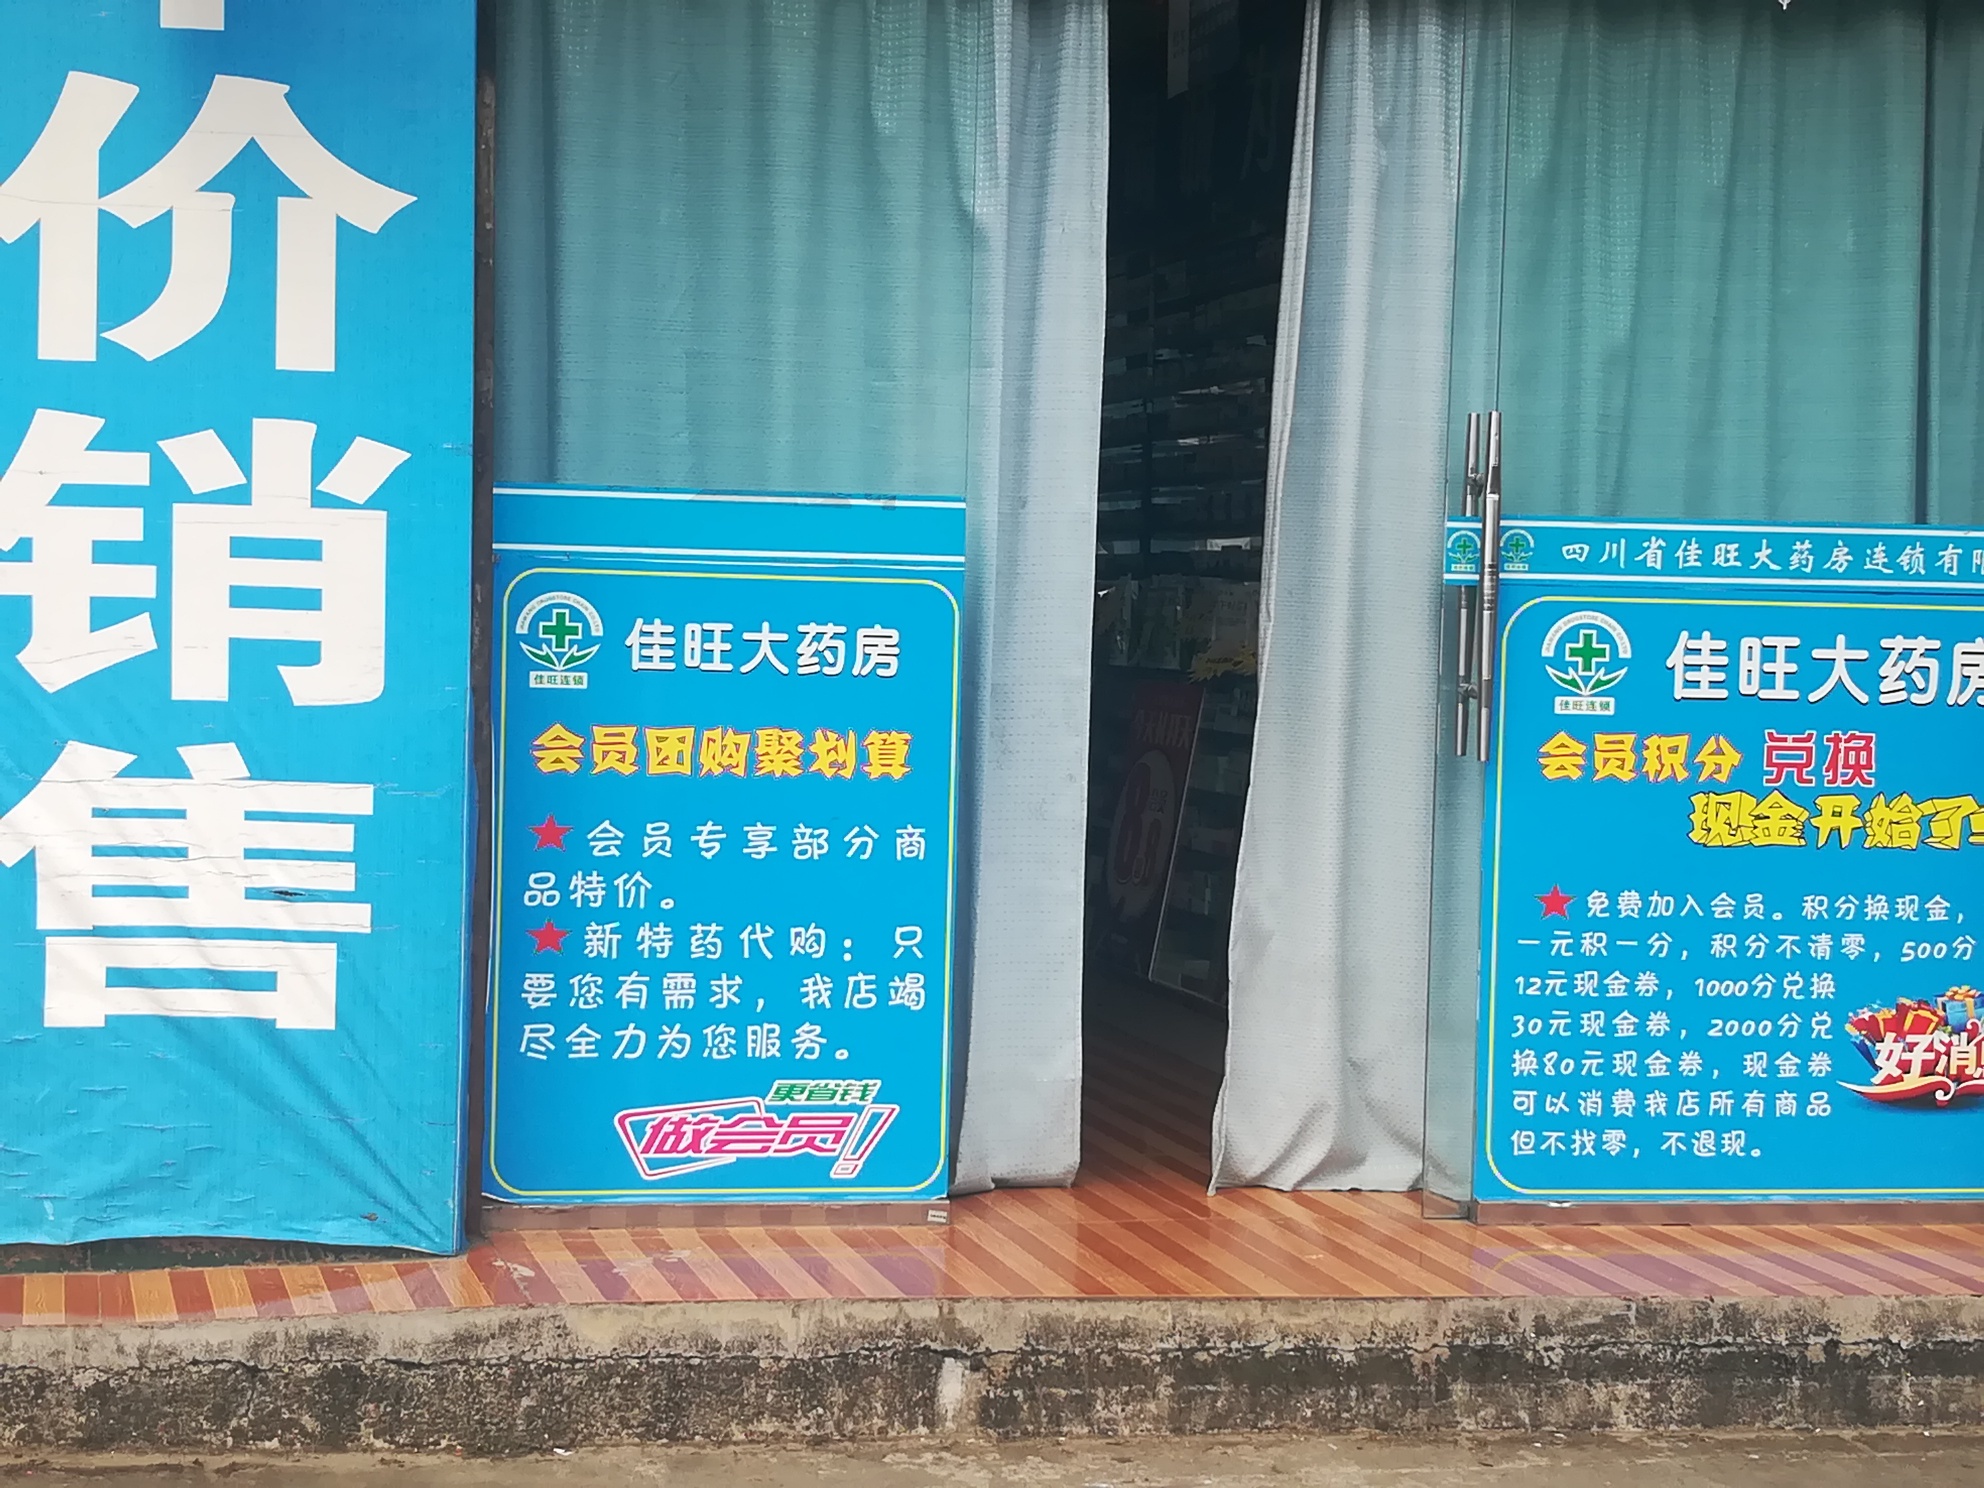 价
销
售
佳旺连锁
佳旺大药房
会员团购聚划算
★会员专享部分商
品特价。
★新特药代购：只
要您有需求，我店竭
尽全力为您服务。
更省钱
做会员！
四川省佳旺大药房连锁有限
佳旺连锁
佳旺大药房
会员积分兑换
现金开始了
★免费加入会员。积分换现金，
一元积一分，积分不清零，500分
12元现金券，1000分兑换
30元现金券，2000分兑
换80元现金券，现金券
可以消费我店所有商品
但不找零，不退现。
好消